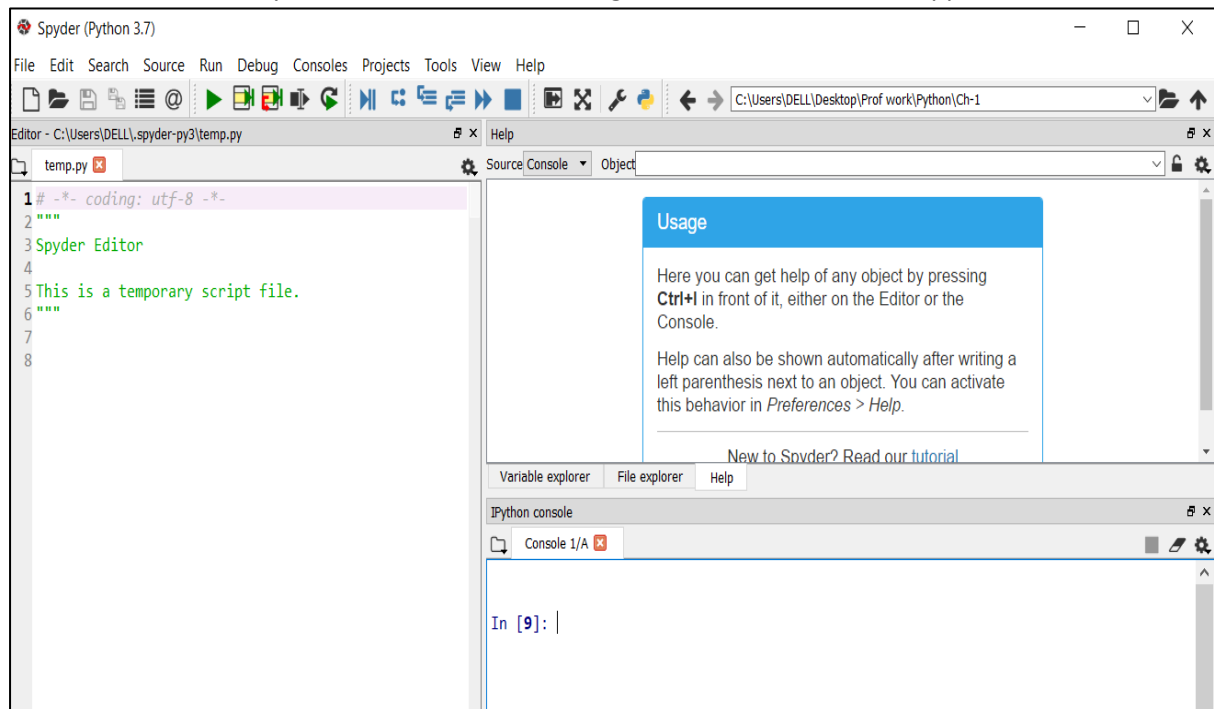 Spyder (Python 3.7)
File Edit Search Source Run Debug Consoles Projects Tools View Help
C:\Users\DELL\Desktop\Prof work\Python\Ch-1
Editor - C:\Users\DELL\.spyder-py3\temp.py
temp.py
1 # -*- coding: utf-8 -*-
2 """
3 Spyder Editor
4
5 This is a temporary script file.
6 """
7
8
Help
Source Console Object
Usage
Here you can get help of any object by pressing
Ctrl+I in front of it, either on the Editor or the
Console.
Help can also be shown automatically after writing a
left parenthesis next to an object. You can activate
this behavior in Preferences > Help.
New to Spyder? Read our tutorial
Variable explorer File explorer Help
IPython console
Console 1/A
In [9]: